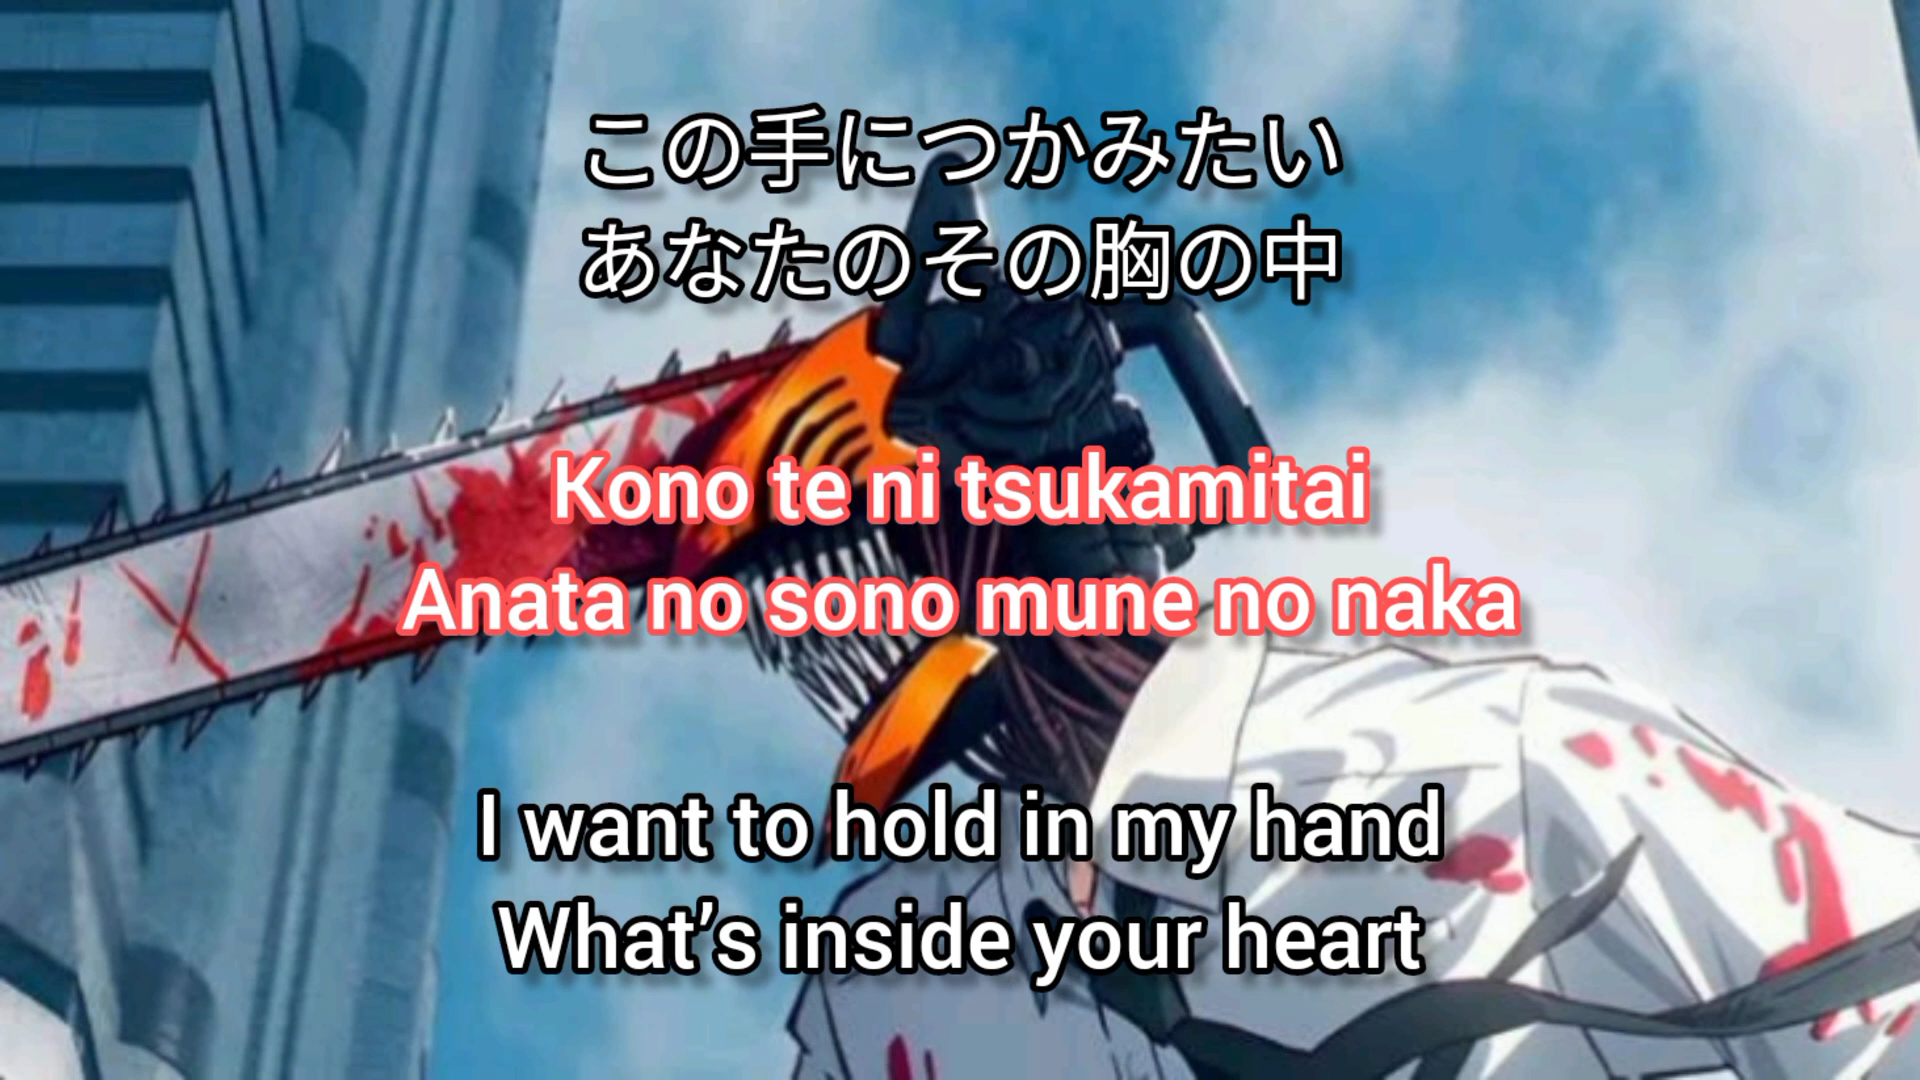 この手につかみたい
あなたのその胸の中
Kono te ni tsukamitai
Anata no sono mune no naka
I want to hold in my hand
What’s inside your heart